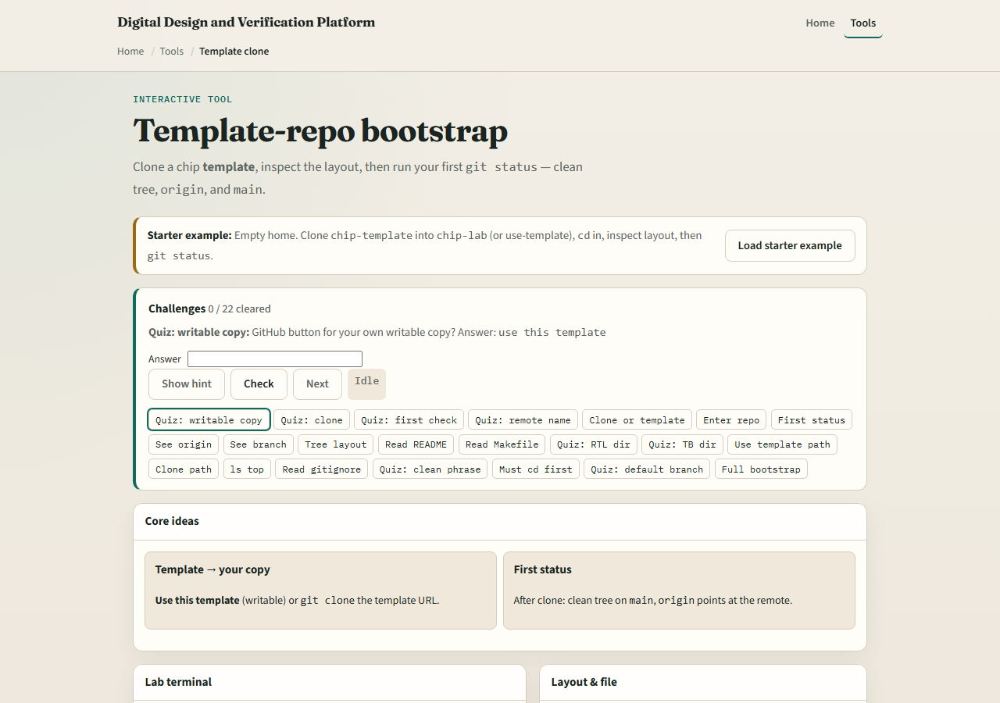 Digital Design and Verification Platform
Home Tools
Home / Tools / Template clone
INTERACTIVE TOOL
Template-repo bootstrap
Clone a chip template, inspect the layout, then run your first git status — clean
tree, origin, and main.
Starter example: Empty home. Clone chip-template into chip-lab (or use-template), cd in, inspect layout, then
git status.
Load starter example
Challenges 0 / 22 cleared
Quiz: writable copy: GitHub button for your own writable copy? Answer: use this template
Answer
Show hint Check Next Idle
Quiz: writable copy Quiz: clone Quiz: first check Quiz: remote name Clone or template Enter repo First status
See origin See branch Tree layout Read README Read Makefile Quiz: RTL dir Quiz: TB dir Use template path
Clone path ls top Read gitignore Quiz: clean phrase Must cd first Quiz: default branch Full bootstrap
Core ideas
Template → your copy
Use this template (writable) or git clone the template URL.
First status
After clone: clean tree on main, origin points at the remote.
Lab terminal
Layout & file